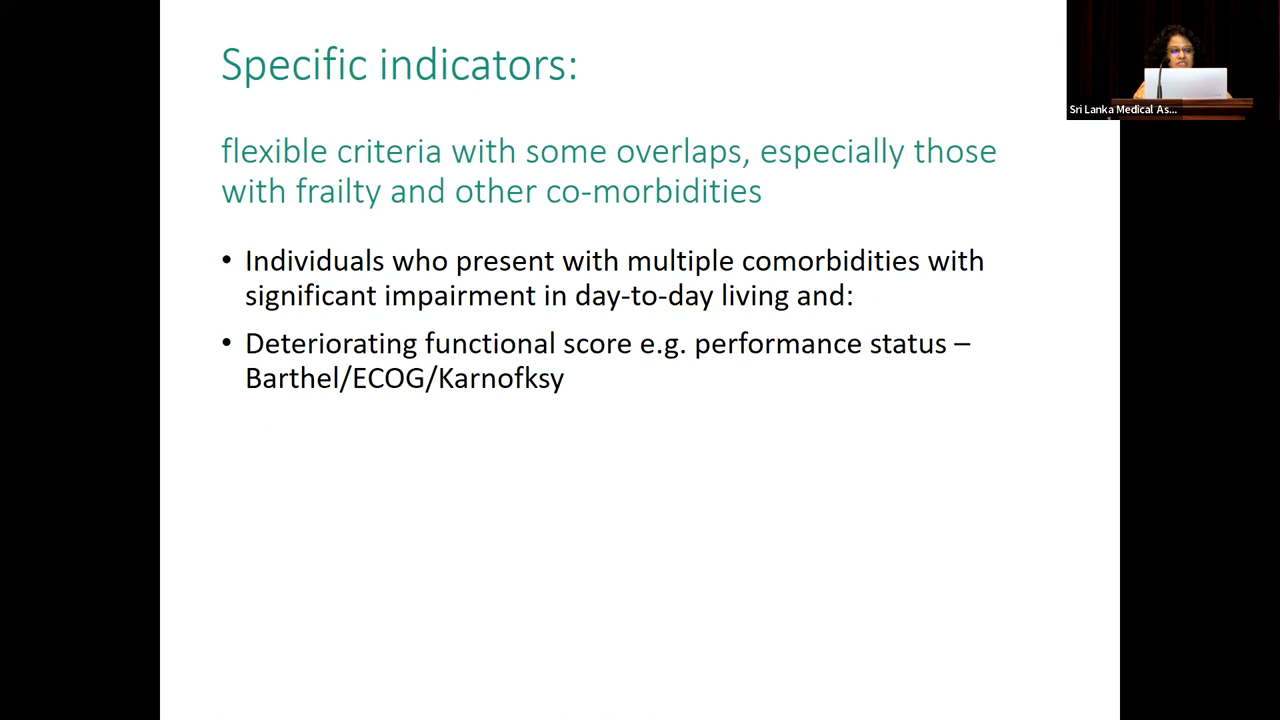 Specific indicators:
flexible criteria with some overlaps, especially those
with frailty and other co-morbidities
• Individuals who present with multiple comorbidities with
significant impairment in day-to-day living and:
• Deteriorating functional score e.g. performance status –
Barthel/ECOG/Karnofksy
Sri Lanka Medical As...